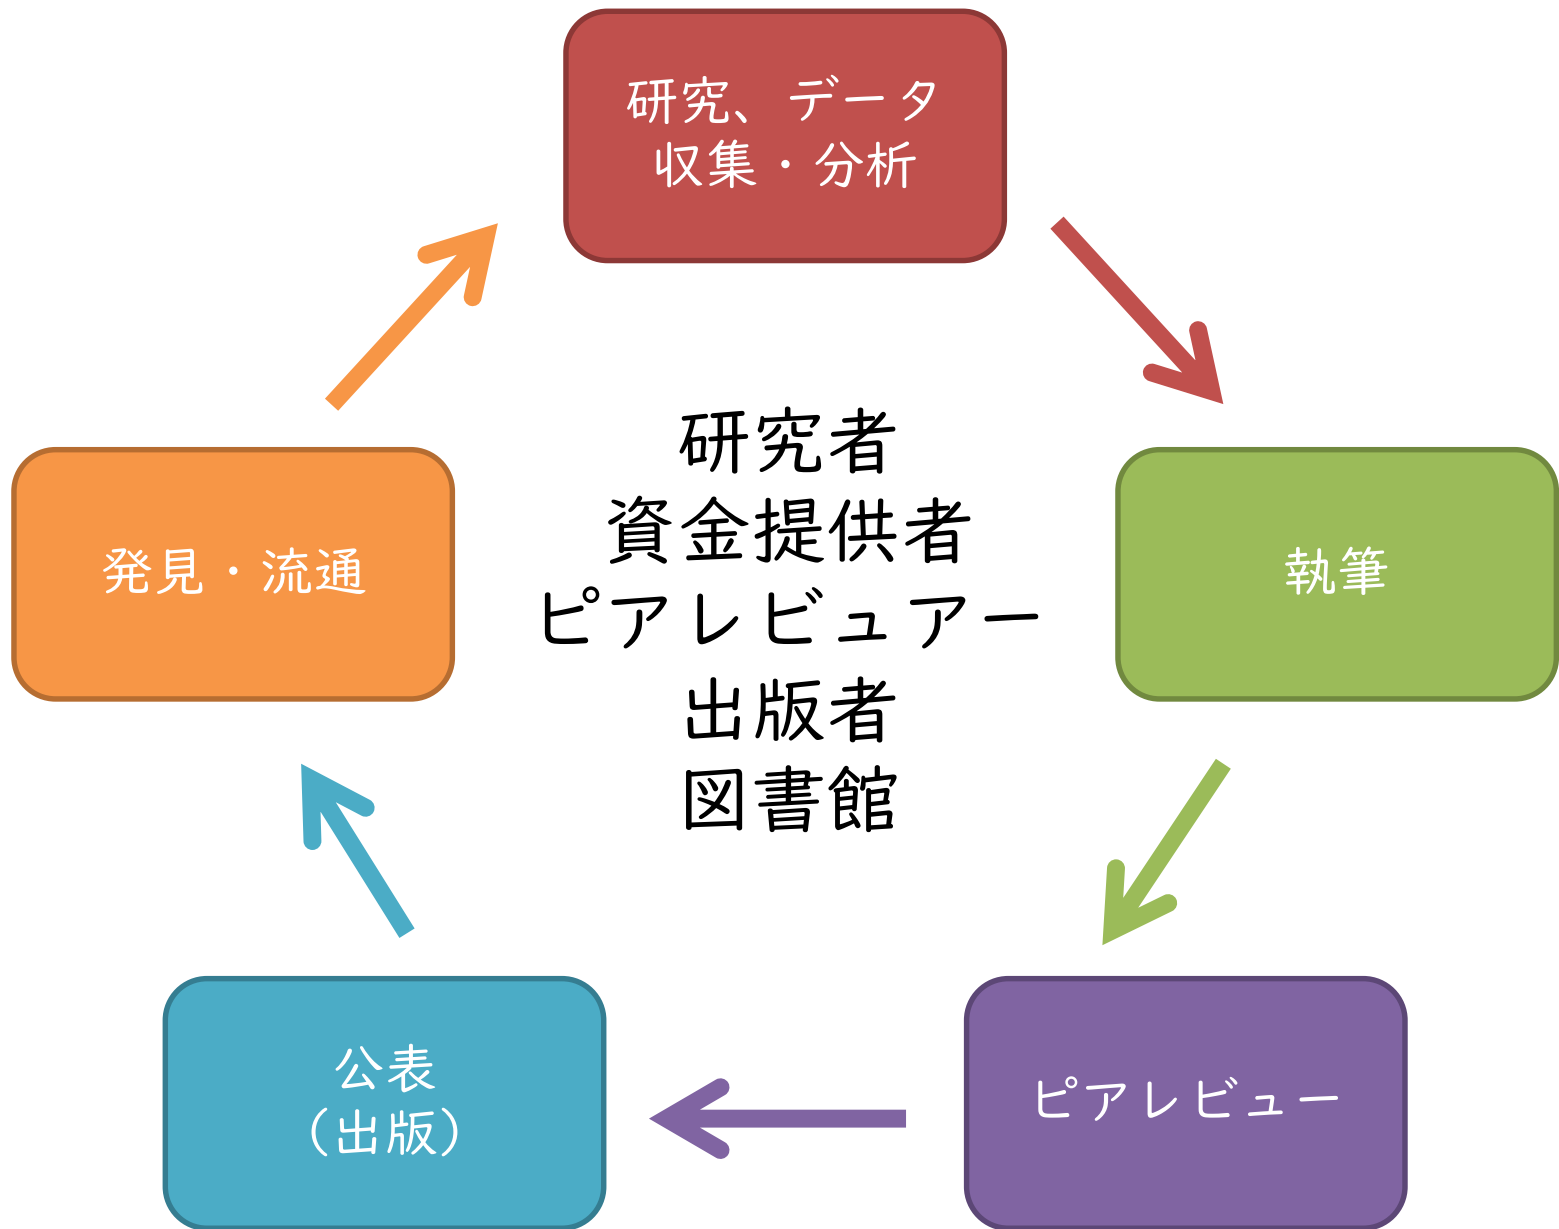 研究、データ
収集・分析
執筆
ピアレビュー
公表
（出版）
発見・流通
研究者
資金提供者
ピアレビュアー
出版者
図書館